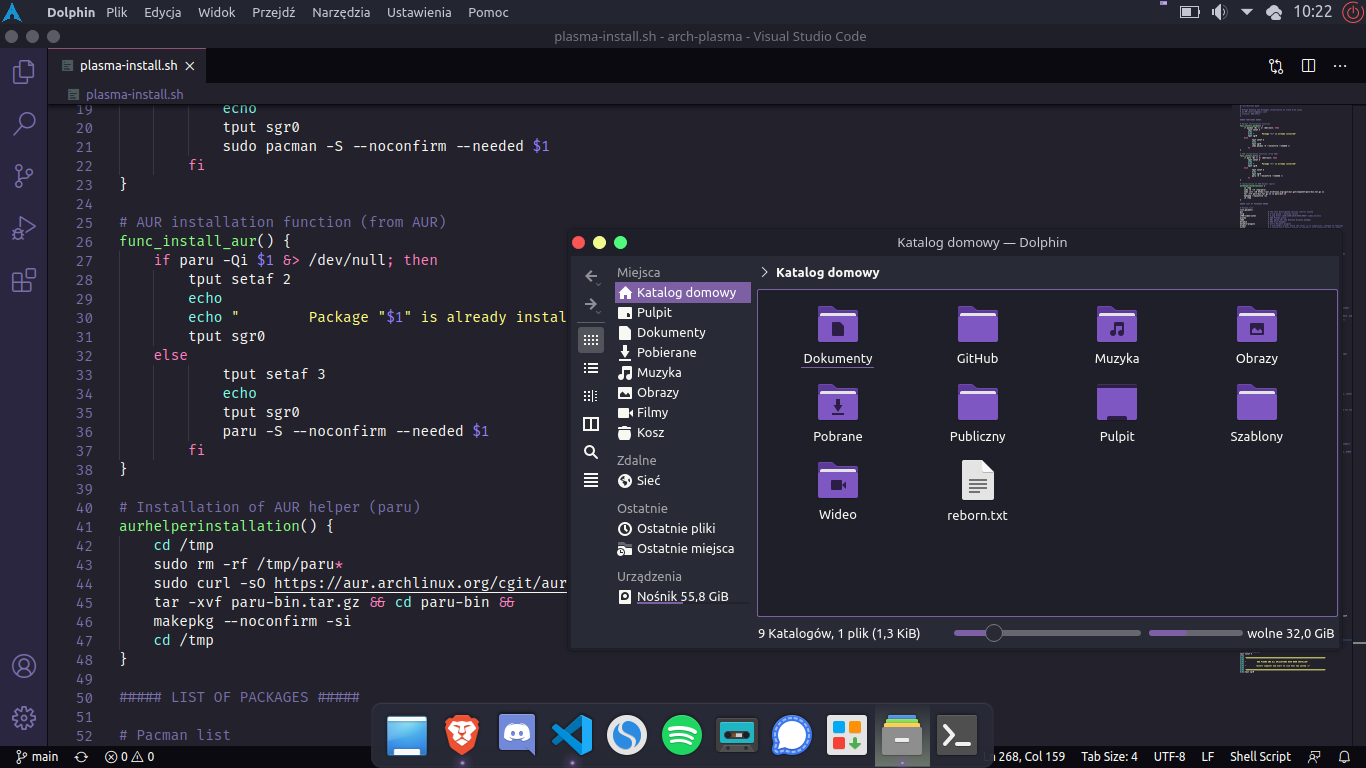 Dolphin Plik Edycja Widok Przejdź Narzędzia Ustawienia Pomoc 10:22
plasma-install.sh - arch-plasma - Visual Studio Code
plasma-install.sh
plasma-install.sh
19 echo
20 tput sgr0
21 sudo pacman -S --noconfirm --needed $1
22 fi
23 }
24
25 # AUR installation function (from AUR)
26 func_install_aur() {
27 if paru -Qi $1 &> /dev/null; then
28 tput setaf 2
29 echo
30 echo " Package "$1" is already instal
31 tput sgr0
32 else
33 tput setaf 3
34 echo
35 tput sgr0
36 paru -S --noconfirm --needed $1
37 fi
38 }
39
40 # Installation of AUR helper (paru)
41 aurhelperinstallation() {
42 cd /tmp
43 sudo rm -rf /tmp/paru*
44 sudo curl -sO https://aur.archlinux.org/cgit/aur
45 tar -xvf paru-bin.tar.gz && cd paru-bin &&
46 makepkg --noconfirm -si
47 cd /tmp
48 }
49
50 ##### LIST OF PACKAGES #####
51
52 # Pacman list
Katalog domowy — Dolphin
Miejsca
Katalog domowy
Pulpit
Dokumenty
Pobierane
Muzyka
Obrazy
Filmy
Kosz
Zdalne
Sieć
Ostatnie
Ostatnie pliki
Ostatnie miejsca
Urządzenia
Nośnik 55,8 GiB
Katalog domowy
Dokumenty GitHub Muzyka Obrazy
Pobrane Publiczny Pulpit Szablony
Wideo reborn.txt
9 Katalogów, 1 plik (1,3 KiB) wolne 32,0 GiB
main 0 0 Ln 268, Col 159 Tab Size: 4 UTF-8 LF Shell Script